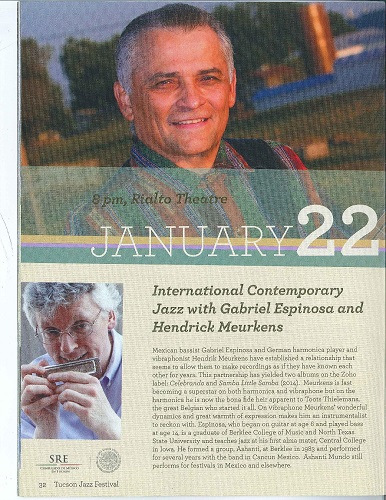 8 pm, Rialto Theatre
JANUARY 22
International Contemporary
Jazz with Gabriel Espinosa and
Hendrick Meurkens
Mexican bassist Gabriel Espinosa and German harmonica player and
vibraphonist Hendrik Meurkens have established a relationship that
seems to allow them to make recordings as if they have known each
other for years. This partnership has yielded two albums on the Zoho
label: Celebrando and Samba Little Samba (2014). Meurkens is fast
becoming a superstar on both harmonica and vibraphone but on the
harmonica he is now the bona fide heir apparent to Toots Thielemans,
the great Belgian who started it all. On vibraphone Meurkens' wonderful
dynamics and great warmth of expression makes him an instrumentalist
to reckon with. Espinosa, who began on guitar at age 6 and played bass
at age 14, is a graduate of Berklee College of Music and North Texas
State University and teaches jazz at his first alma mater, Central College
in Iowa. He formed a group, Ashanti, at Berklee in 1983 and performed
for several years with the band in Cancun Mexico. Ashanti Mundo still
performs for festivals in Mexico and elsewhere.
SRE
32 Tucson Jazz Festival